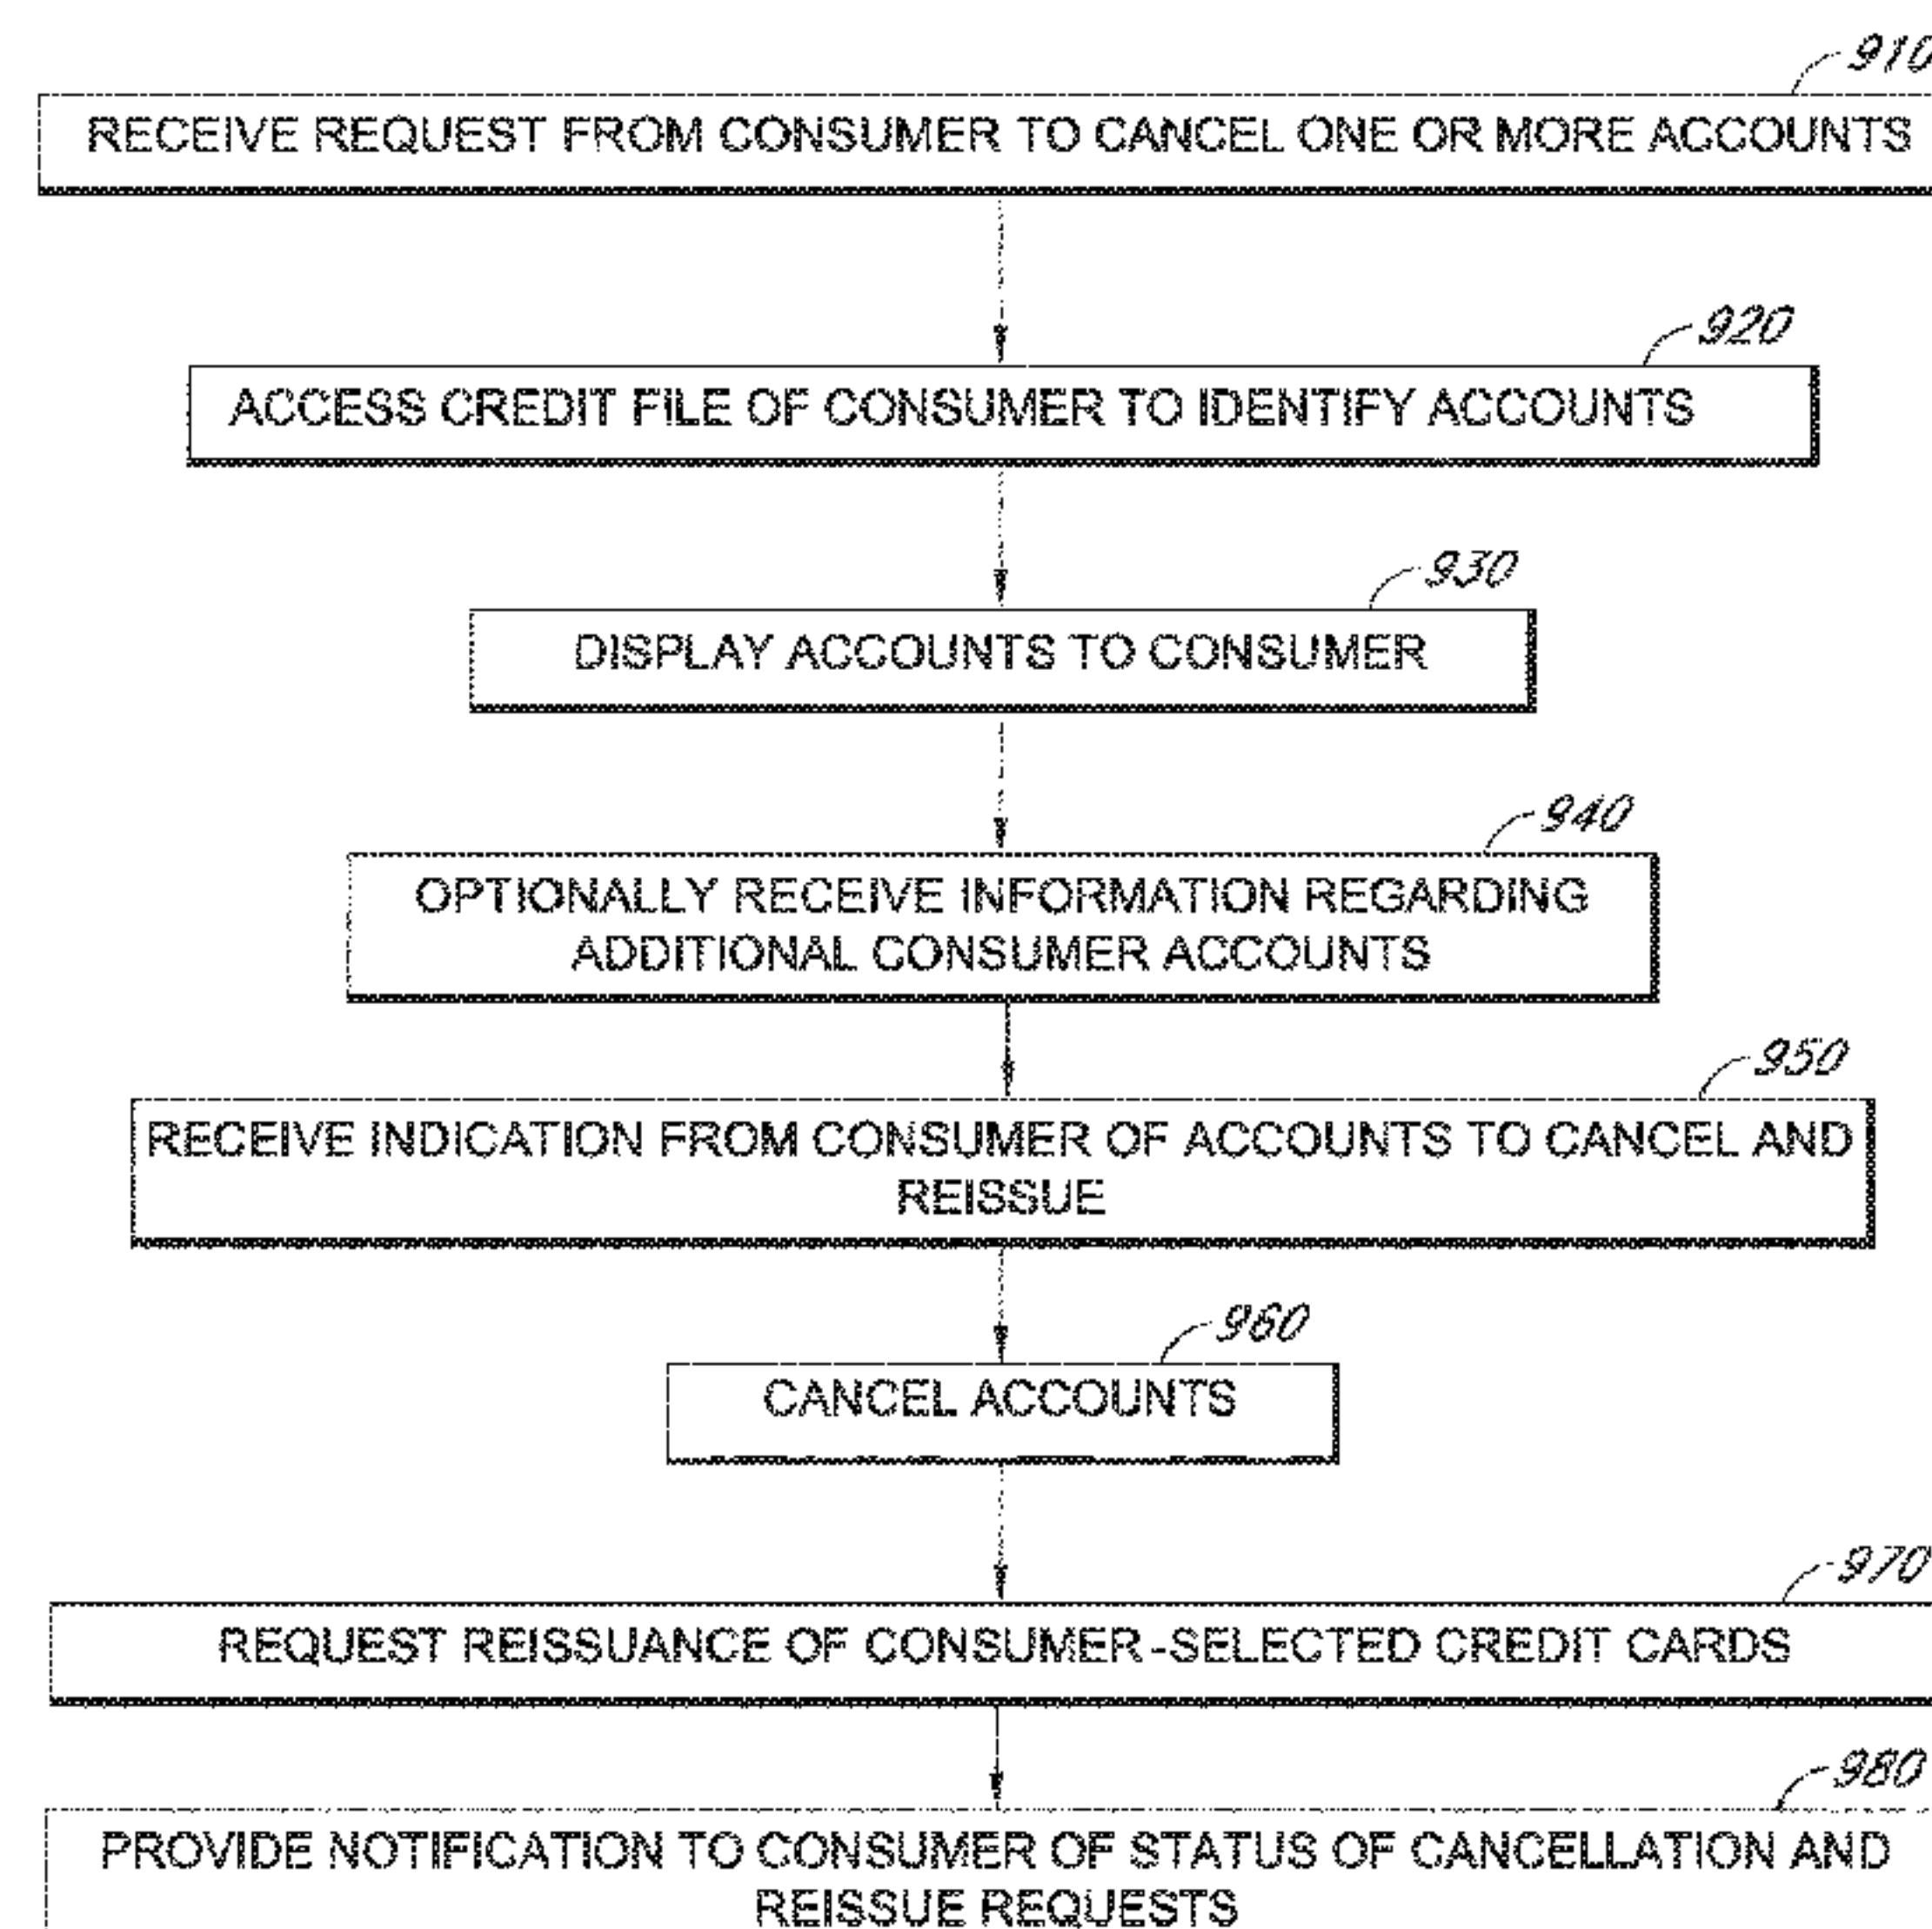 910
RECEIVE REQUEST FROM CONSUMER TO CANCEL ONE OR MORE ACCOUNTS
920
ACCESS CREDIT FILE OF CONSUMER TO IDENTIFY ACCOUNTS
930
DISPLAY ACCOUNTS TO CONSUMER
940
OPTIONALLY RECEIVE INFORMATION REGARDING
ADDITIONAL CONSUMER ACCOUNTS
950
RECEIVE INDICATION FROM CONSUMER OF ACCOUNTS TO CANCEL AND
REISSUE
960
CANCEL ACCOUNTS
970
REQUEST REISSUANCE OF CONSUMER-SELECTED CREDIT CARDS
980
PROVIDE NOTIFICATION TO CONSUMER OF STATUS OF CANCELLATION AND
REISSUE REQUESTS